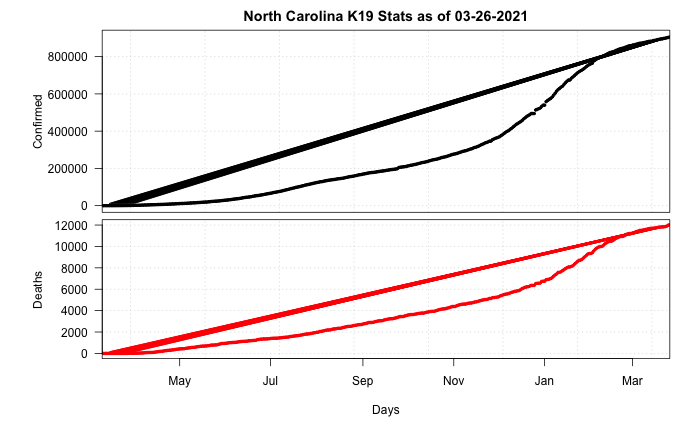 North Carolina K19 Stats as of 03-26-2021
Confirmed
800000
600000
400000
200000
0
Deaths
12000
10000
8000
6000
4000
2000
0
May Jul Sep Nov Jan Mar
Days